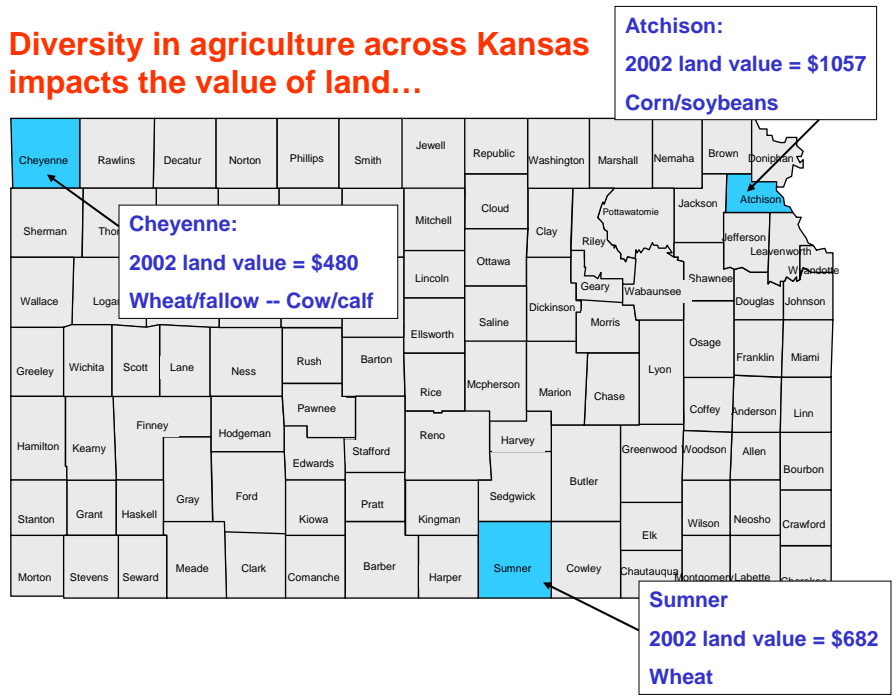 Diversity in agriculture across Kansas
impacts the value of land…
Atchison:
2002 land value = $1057
Corn/soybeans
Cheyenne
Rawlins
Decatur
Norton
Phillips
Smith
Jewell
Republic
Washington
Marshall
Nemaha
Brown
Doniphan
Sherman
Cheyenne:
2002 land value = $480
Wheat/fallow -- Cow/calf
Mitchell
Cloud
Clay
Riley
Pottawatomie
Jackson
Atchison
Jefferson
Leavenworth
Wallace
Lincoln
Ottawa
Dickinson
Geary
Wabaunsee
Shawnee
Douglas
Johnson
Ellsworth
Saline
Morris
Osage
Greeley
Wichita
Scott
Lane
Ness
Rush
Barton
Rice
Mcpherson
Marion
Chase
Lyon
Franklin
Miami
Hamilton
Kearny
Finney
Hodgeman
Pawnee
Edwards
Stafford
Reno
Harvey
Greenwood
Coffey
Anderson
Linn
Woodson
Allen
Bourbon
Stanton
Grant
Haskell
Gray
Ford
Kiowa
Pratt
Kingman
Sedgwick
Butler
Elk
Wilson
Neosho
Crawford
Morton
Stevens
Seward
Meade
Clark
Comanche
Barber
Harper
Sumner
Cowley
Chautauqua
Montgomery
Labette
Sumner
2002 land value = $682
Wheat